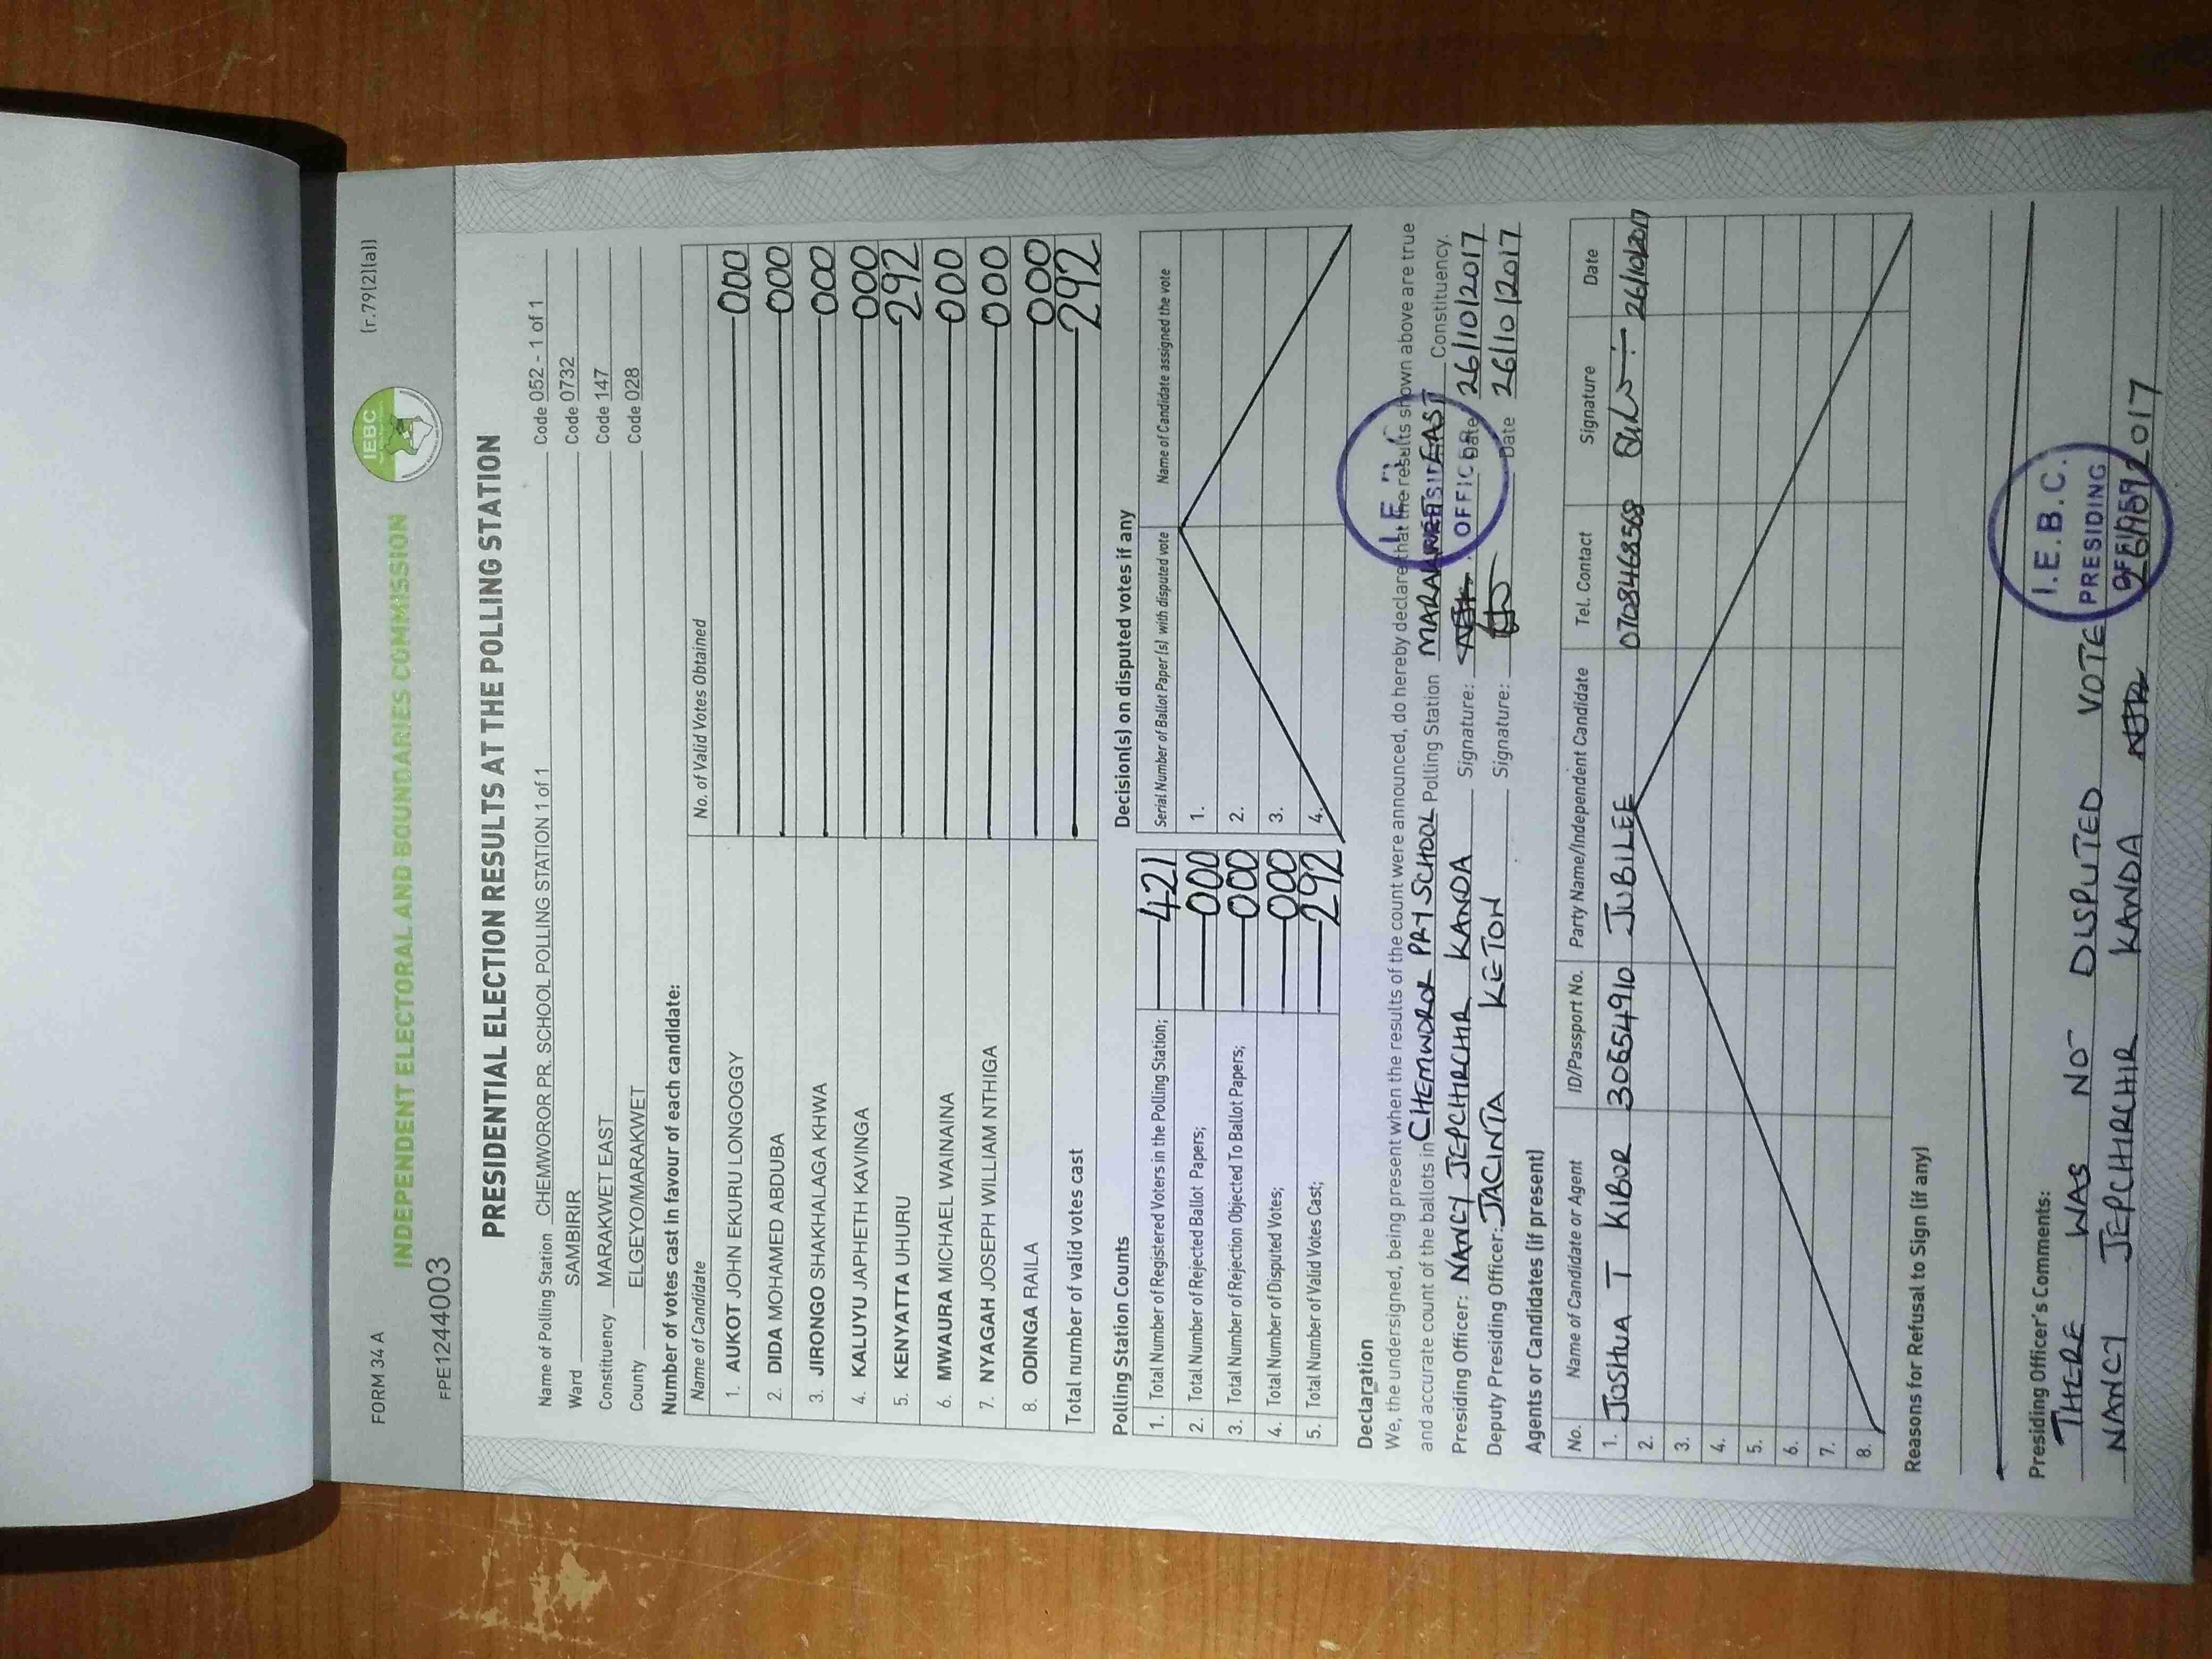 FORM 34 A
(r.79(2)(a))
IEBC
INDEPENDENT ELECTORAL AND BOUNDARIES COMMISSION
FPE1244003
PRESIDENTIAL ELECTION RESULTS AT THE POLLING STATION
Name of Polling Station CHEMWOROR PR. SCHOOL POLLING STATION 1 of 1 Code 052 - 1 of 1
Ward SAMBIRIR Code 0732
Constituency MARAKWET EAST Code 147
County ELGEYO/MARAKWET Code 028
Number of votes cast in favour of each candidate:
Name of Candidate No. of Valid Votes Obtained
1. AUKOT JOHN EKURU LONGOGGY 000
2. DIDA MOHAMED ABDUBA 000
3. JIRONGO SHAKHALAGA KHWA 000
4. KALUYU JAPHETH KAVINGA 000
5. KENYATTA UHURU 292
6. MWAURA MICHAEL WAINAINA 000
7. NYAGAH JOSEPH WILLIAM NTHIGA 000
8. ODINGA RAILA 000
Total number of valid votes cast 292
Polling Station Counts
1. Total Number of Registered Voters in the Polling Station; 421
2. Total Number of Rejected Ballot Papers; 000
3. Total Number of Rejection Objected To Ballot Papers; 000
4. Total Number of Disputed Votes; 000
5. Total Number of Valid Votes Cast; 292
Decision(s) on disputed votes if any
Serial Number of Ballot Paper (s) with disputed vote Name of Candidate assigned the vote
1.
2.
3.
4.
Declaration
We, the undersigned, being present when the results of the count were announced, do hereby declare that the results shown above are true
and accurate count of the ballots in CHEMWOROR PRY SCHOOL Polling Station MARAKWET EAST Constituency.
Presiding Officer: NANCY JEPCHIRCHIR KANDA Signature: Date 26/10/2017
Deputy Presiding Officer: JACINTA KETON Signature: Date 26/10/2017
OFFICER
Agents or Candidates (if present)
No. Name of Candidate or Agent ID/Passport No. Party Name/Independent Candidate Tel. Contact Signature Date
1. JOSHUA T KIBOR 30654910 JUBILEE 0708468568 26/10/2017
2.
3.
4.
5.
6.
7.
8.
Reasons for Refusal to Sign (if any)
Presiding Officer's Comments:
THERE WAS NO DISPUTED VOTE
NANCY JEPCHIRCHIR KANDA 2017
I.E.B.C.
PRESIDING